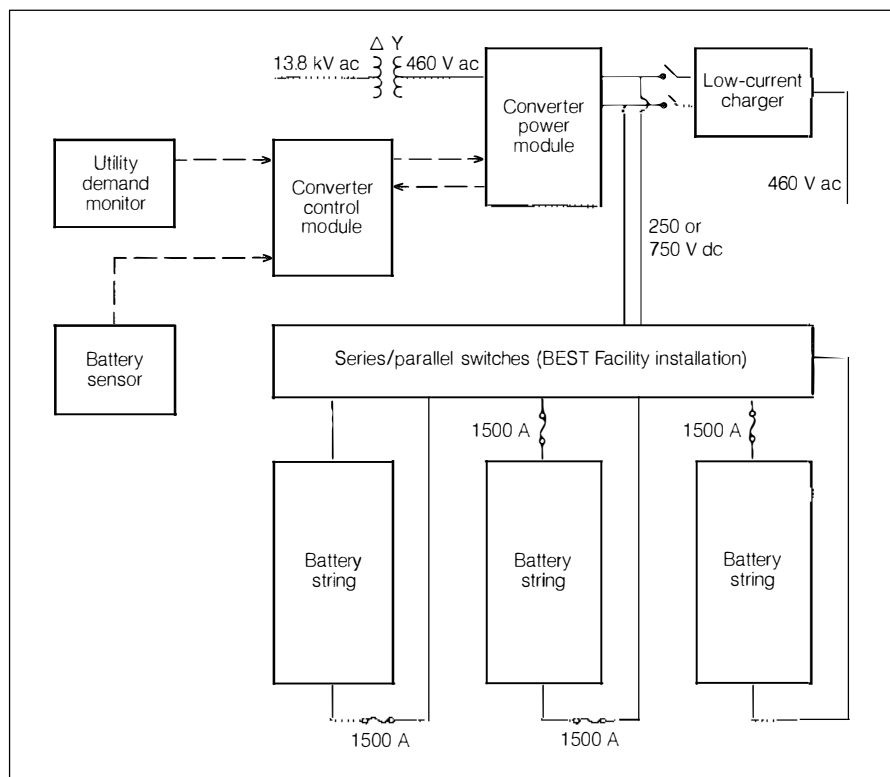 Δ Y
13.8 kV ac
460 V ac
Converter
power
module
Low-current
charger
460 V ac
Utility
demand
monitor
Converter
control
module
250 or
750 V dc
Battery
sensor
Series/parallel switches (BEST Facility installation)
1500 A
1500 A
Battery
string
Battery
string
Battery
string
1500 A
1500 A